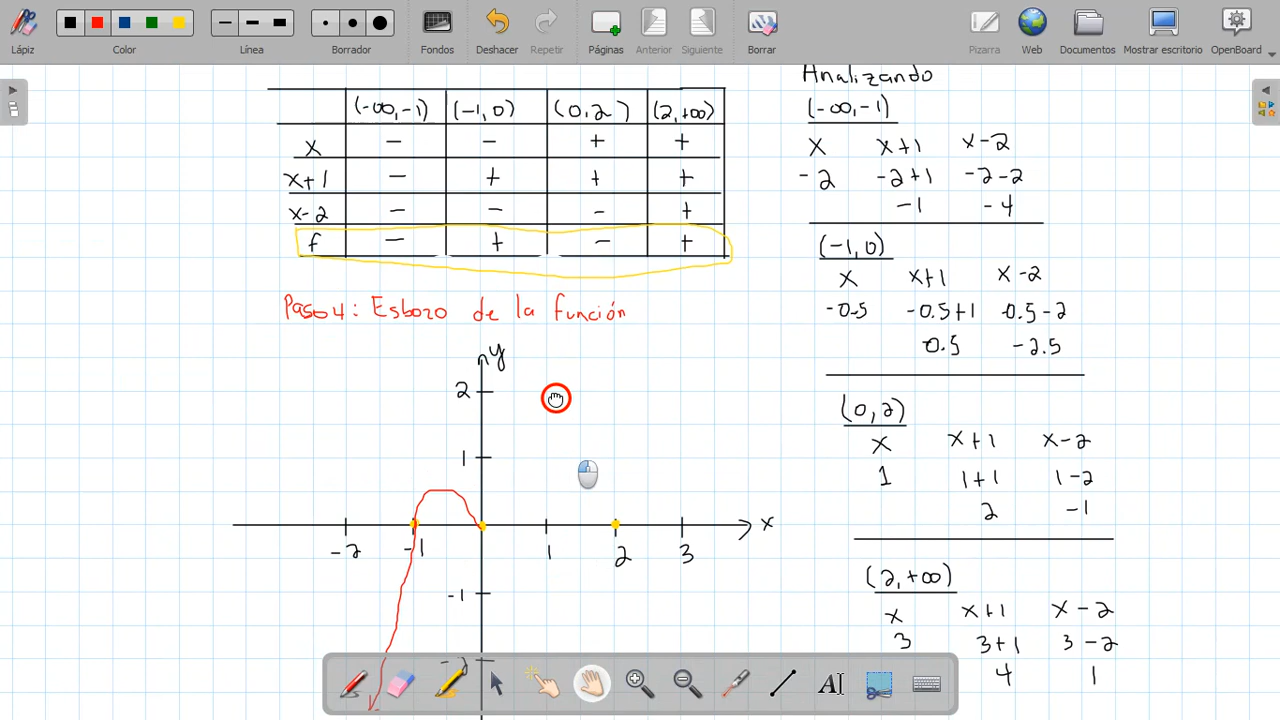 Lápiz
Color
Línea
Borrador
Fondos
Deshacer
Repetir
Páginas
Anterior
Siguiente
Borrar
Pizarra
Web
Documentos
Mostrar escritorio
OpenBoard
(-∞,-1) (-1,0) (0,2) (2,+∞)
x - - + +
x+1 - + + +
x-2 - - - +
f - + - +
Paso 4: Esbozo de la función
y
2
1
-2 -1 1 2 3 x
-1
-2
Analizando
(-∞,-1)
x x+1 x-2
-2 -2+1 -2-2
-1 -4
(-1,0)
x x+1 x-2
-0.5 -0.5+1 -0.5-2
0.5 -2.5
(0,2)
x x+1 x-2
1 1+1 1-2
2 -1
(2,+∞)
x x+1 x-2
3 3+1 3-2
4 1
AI